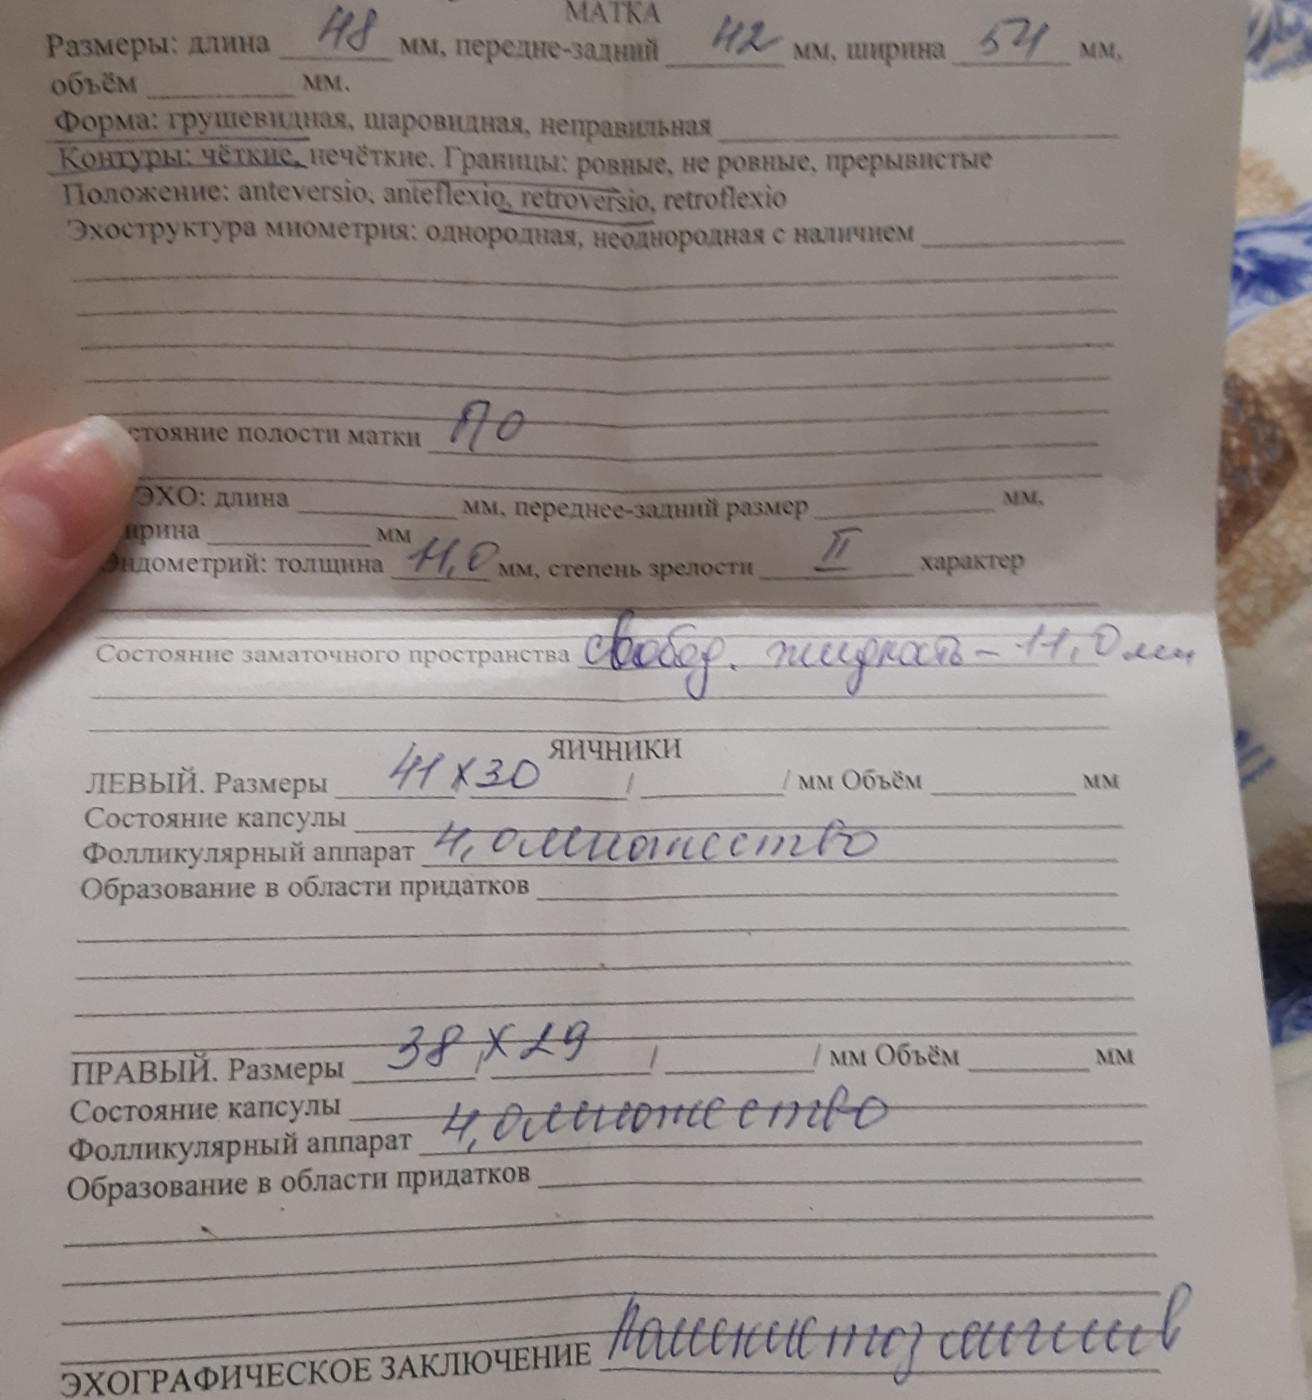 МАТКА
Размеры: длина 48 мм, передне-задний 42 мм, ширина 54 мм,
объём мм.
Форма: грушевидная, шаровидная, неправильная
Контуры: чёткие, нечёткие. Границы: ровные, не ровные, прерывистые
Положение: anteversio, anteflexio, retroversio, retroflexio
Эхоструктура миометрия: однородная, неоднородная с наличием
стояние полости матки п/о
ЭХО: длина мм, переднее-задний размер мм,
ирина мм
Эндометрий: толщина 11,0 мм, степень зрелости II характер
Состояние заматочного пространства свобод. жидкость - 11,0 мм
ЯИЧНИКИ
ЛЕВЫЙ. Размеры 41 х 30 / / мм Объём мм
Состояние капсулы
Фолликулярный аппарат 4,0 множество
Образование в области придатков
ПРАВЫЙ. Размеры 38 х 29 / / мм Объём мм
Состояние капсулы
Фолликулярный аппарат 4,0 множество
Образование в области придатков
ЭХОГРАФИЧЕСКОЕ ЗАКЛЮЧЕНИЕ